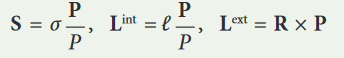 S = σ P/P, L^int = ℓ P/P, L^ext = R × P